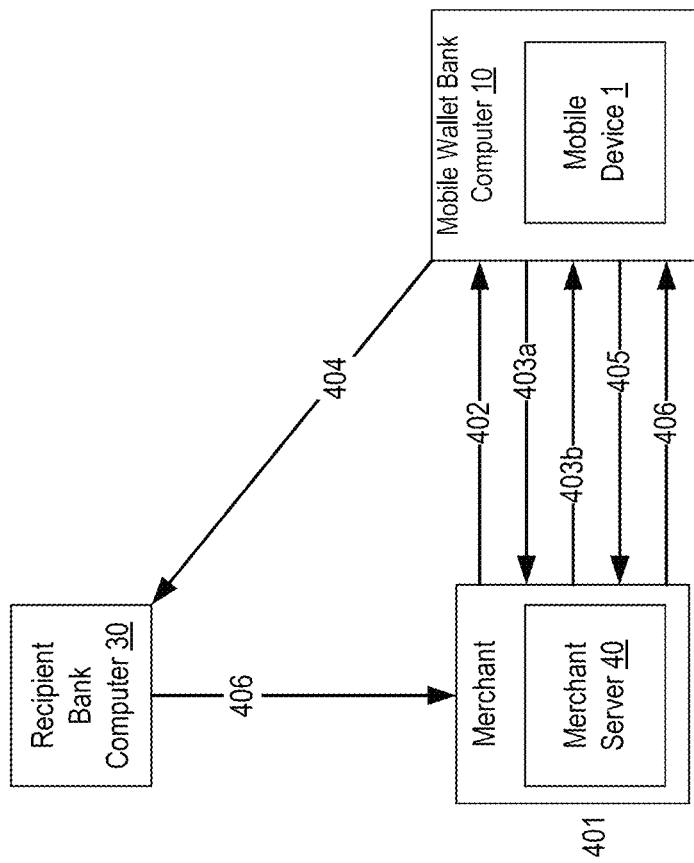 Recipient
Bank
Computer 30
404
406
Mobile Wallet Bank
Computer 10
Mobile
Device 1
402
403a
403b
405
406
Merchant
Merchant
Server 40
401